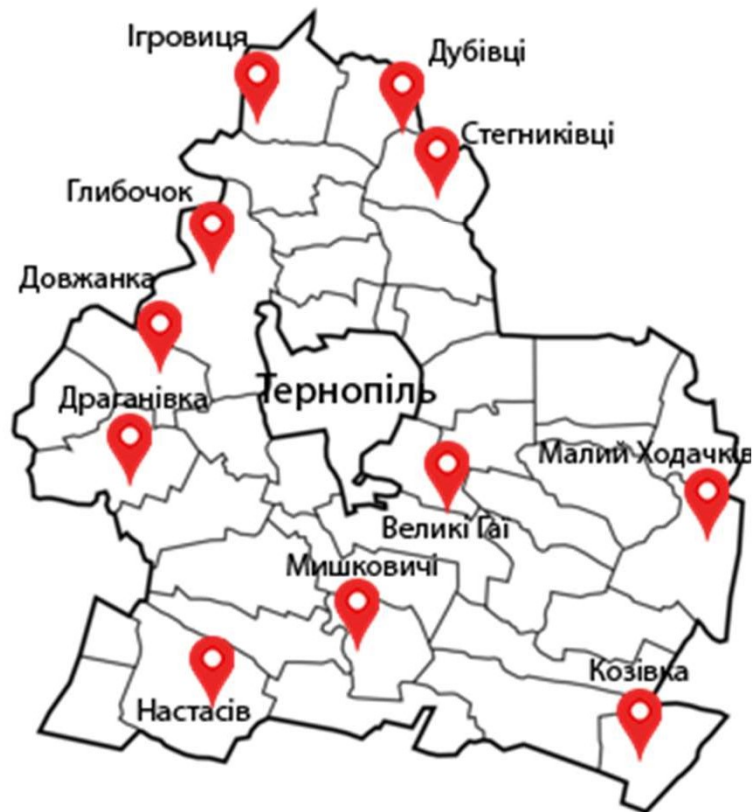 Ігровиця
Дубівці
Стегниківці
Глибочок
Довжанка
Тернопіль
Драганівка
Малий Ходачків
Великі Гаї
Мишковичі
Козівка
Настасів